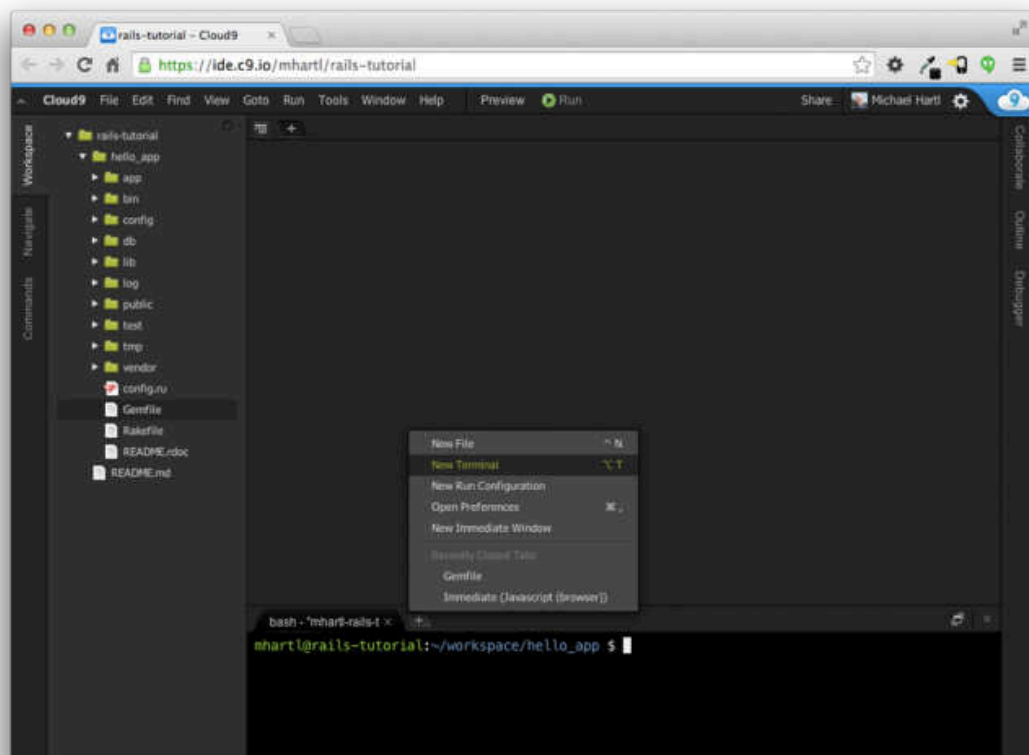 rails-tutorial - Cloud9
https://ide.c9.io/mhartl/rails-tutorial
Cloud9 File Edit Find View Goto Run Tools Window Help Preview Run Share Michael Hartl
Workspace
Navigate
Commands
rails-tutorial
hello_app
app
bin
config
db
lib
log
public
test
tmp
vendor
config.ru
Gemfile
Rakefile
README.rdoc
README.md
Collaborate
Outline
Debugger
New File ^ N
New Terminal ⌥ T
New Run Configuration
Open Preferences ⌘ ,
New Immediate Window
Recently Closed Tabs
Gemfile
Immediate (Javascript (browser))
bash - "mhartl-rails-t
mhartl@rails-tutorial:~/workspace/hello_app $